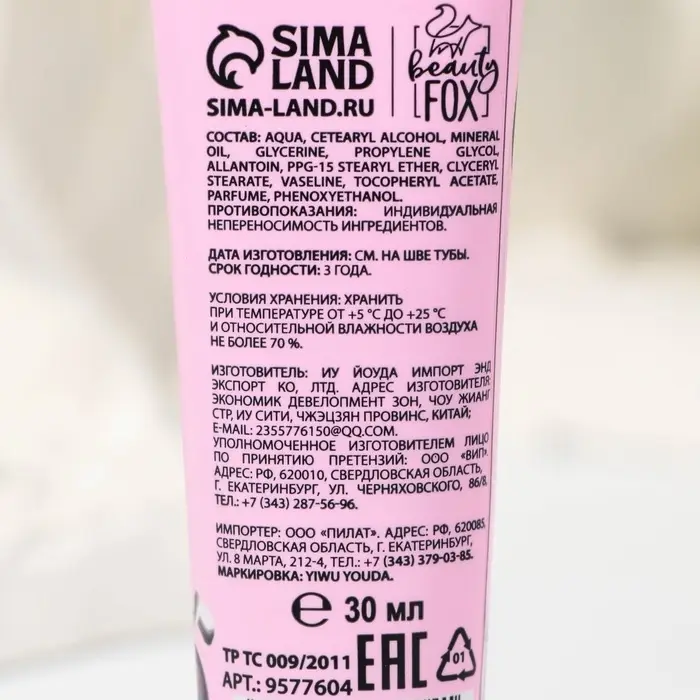 SIMA
LAND
SIMA-LAND.RU
beauty
FOX
СОСТАВ: AQUA, CETEARYL ALCOHOL, MINERAL
OIL, GLYCERINE, PROPYLENE GLYCOL,
ALLANTOIN, PPG-15 STEARYL ETHER, GLYCERYL
STEARATE, VASELINE, TOCOPHERYL ACETATE,
PARFUME, PHENOXYETHANOL.
ПРОТИВОПОКАЗАНИЯ: ИНДИВИДУАЛЬНАЯ
НЕПЕРЕНОСИМОСТЬ ИНГРЕДИЕНТОВ.
ДАТА ИЗГОТОВЛЕНИЯ: СМ. НА ШВЕ ТУБЫ.
СРОК ГОДНОСТИ: 3 ГОДА.
УСЛОВИЯ ХРАНЕНИЯ: ХРАНИТЬ
ПРИ ТЕМПЕРАТУРЕ ОТ +5 °C ДО +25 °C
И ОТНОСИТЕЛЬНОЙ ВЛАЖНОСТИ ВОЗДУХА
НЕ БОЛЕЕ 70 %.
ИЗГОТОВИТЕЛЬ: ИУ ЙОУДА ИМПОРТ ЭНД
ЭКСПОРТ КО, ЛТД. АДРЕС ИЗГОТОВИТЕЛЯ:
ЭКОНОМИК ДЕВЕЛОПМЕНТ ЗОН, ЧОУ ЖИАНГ
СТР, ИУ СИТИ, ЧЖЭЦЗЯН ПРОВИНС, КИТАЙ;
E-MAIL: 2355776150@QQ.COM.
УПОЛНОМОЧЕННОЕ ИЗГОТОВИТЕЛЕМ ЛИЦО
ПО ПРИНЯТИЮ ПРЕТЕНЗИЙ: ООО «ВИП».
АДРЕС: РФ, 620010, СВЕРДЛОВСКАЯ ОБЛАСТЬ,
Г. ЕКАТЕРИНБУРГ, УЛ. ЧЕРНЯХОВСКОГО, 86/8,
ТЕЛ.: +7 (343) 287-56-96.
ИМПОРТЕР: ООО «ПИЛАТ». АДРЕС: РФ, 620085,
СВЕРДЛОВСКАЯ ОБЛАСТЬ, Г. ЕКАТЕРИНБУРГ,
УЛ. 8 МАРТА, 212-4, ТЕЛ.: +7 (343) 379-03-85.
МАРКИРОВКА: YIWU YOUDA.
℮ 30 МЛ
ТР ТС 009/2011
EAC
01
АРТ.: 9577604